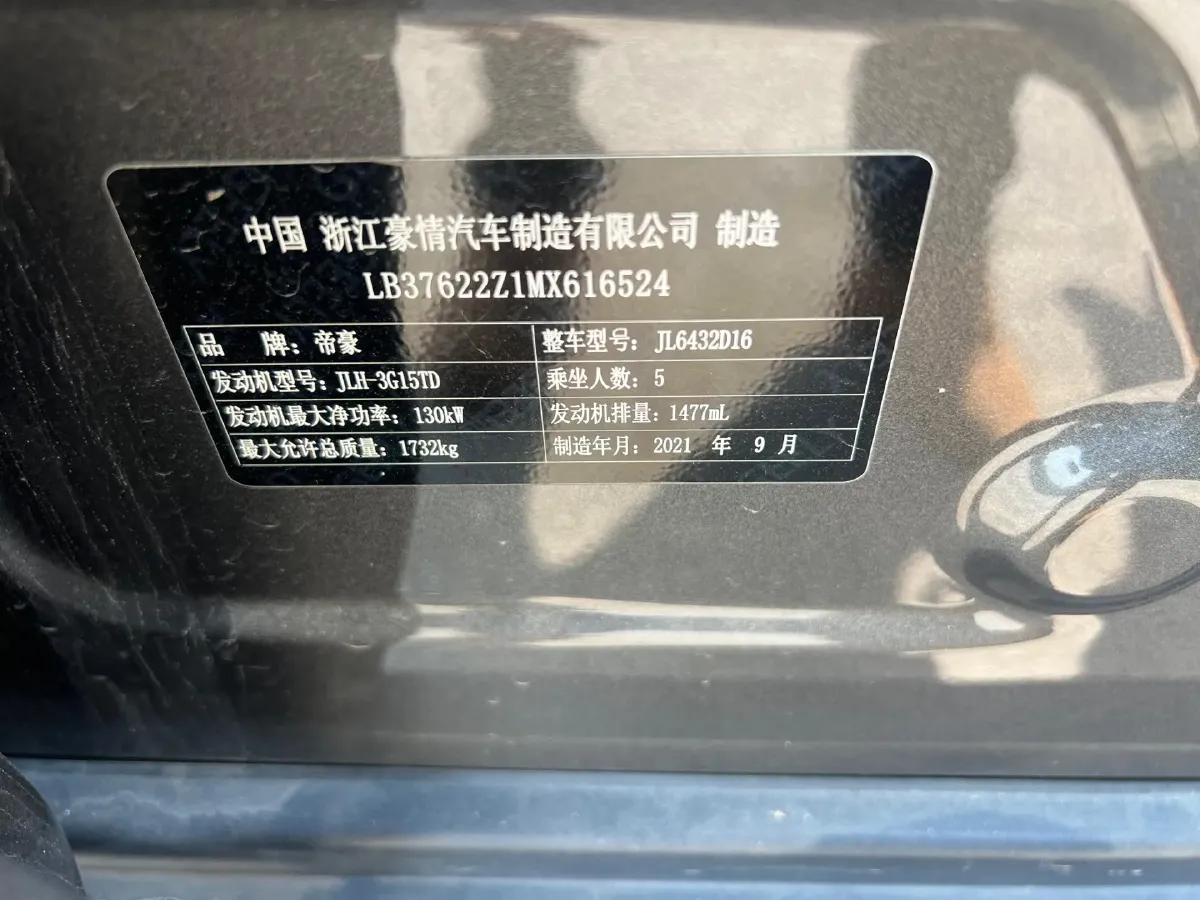 中国 浙江豪情汽车制造有限公司 制造
LB37622Z1MX616524
品 牌：帝豪 整车型号：JL6432D16
发动机型号：JLH-3G15TD 乘坐人数：5
发动机最大净功率：130kW 发动机排量：1477mL
最大允许总质量：1732kg 制造年月：2021 年 9 月